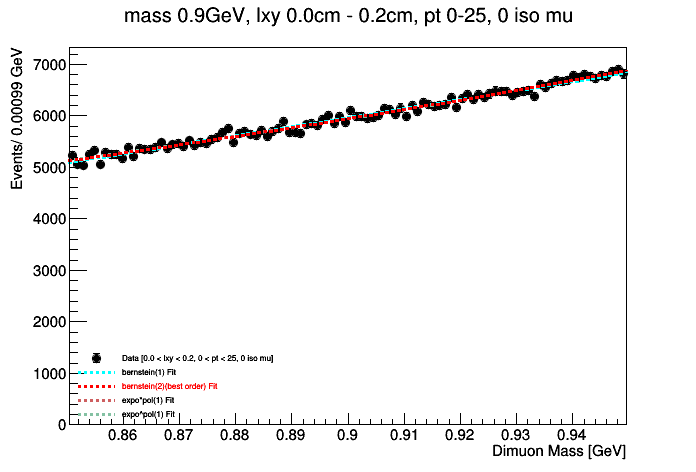 mass 0.9GeV, lxy 0.0cm - 0.2cm, pt 0-25, 0 iso mu
Events/ 0.00099 GeV
7000
6000
5000
4000
3000
2000
1000
0
Data [0.0 < lxy < 0.2, 0 < pt < 25, 0 iso mu]
bernstein(1) Fit
bernstein(2)(best order) Fit
expo*pol(1) Fit
expo^pol(1) Fit
0.86 0.87 0.88 0.89 0.9 0.91 0.92 0.93 0.94
Dimuon Mass [GeV]